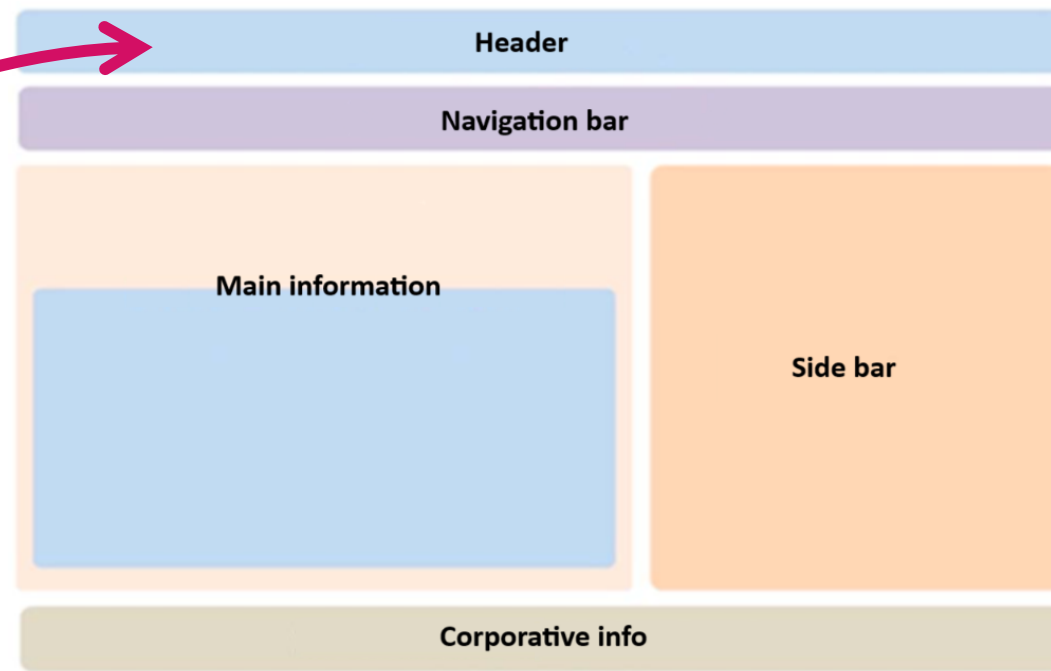 Header
Navigation bar
Main information
Side bar
Corporative info